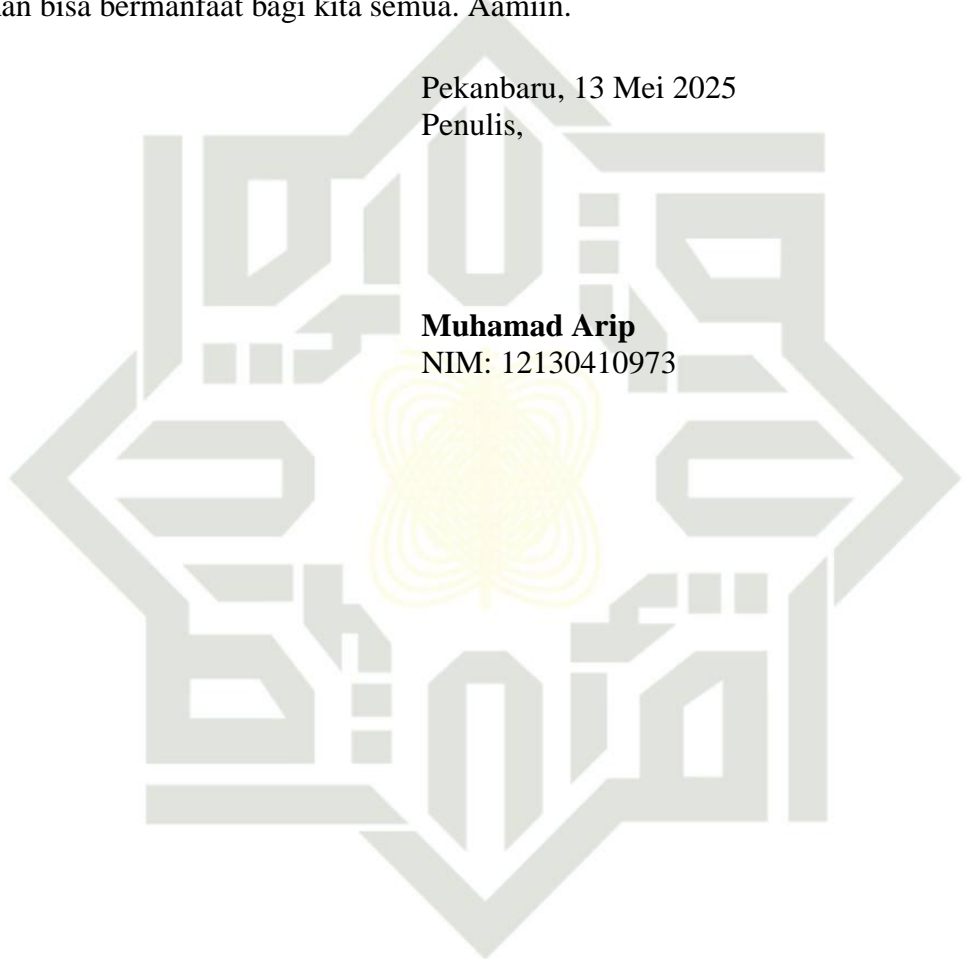 an bisa bermanfaat bagi kita semua. Aamiin.
Pekanbaru, 13 Mei 2025
Penulis,
Muhamad Arip
NIM: 12130410973